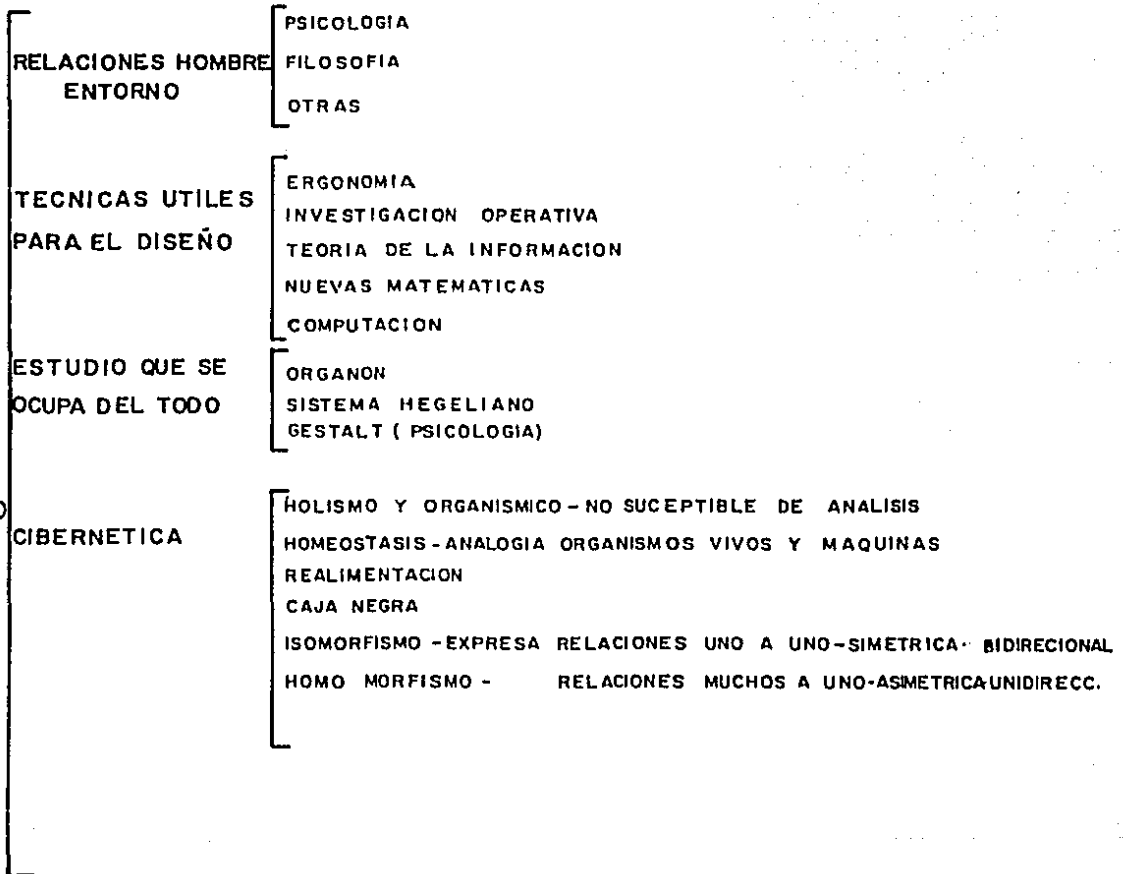 RELACIONES HOMBRE
ENTORNO
PSICOLOGIA
FILOSOFIA
OTRAS
TECNICAS UTILES
PARA EL DISEÑO
ERGONOMIA
INVESTIGACION OPERATIVA
TEORIA DE LA INFORMACION
NUEVAS MATEMATICAS
COMPUTACION
ESTUDIO QUE SE
OCUPA DEL TODO
ORGANON
SISTEMA HEGELIANO
GESTALT ( PSICOLOGIA)
CIBERNETICA
HOLISMO Y ORGANISMICO - NO SUCEPTIBLE DE ANALISIS
HOMEOSTASIS - ANALOGIA ORGANISMOS VIVOS Y MAQUINAS
REALIMENTACION
CAJA NEGRA
ISOMORFISMO - EXPRESA RELACIONES UNO A UNO - SIMETRICA - BIDIRECIONAL
HOMO MORFISMO - RELACIONES MUCHOS A UNO - ASIMETRICA UNIDIRECC.